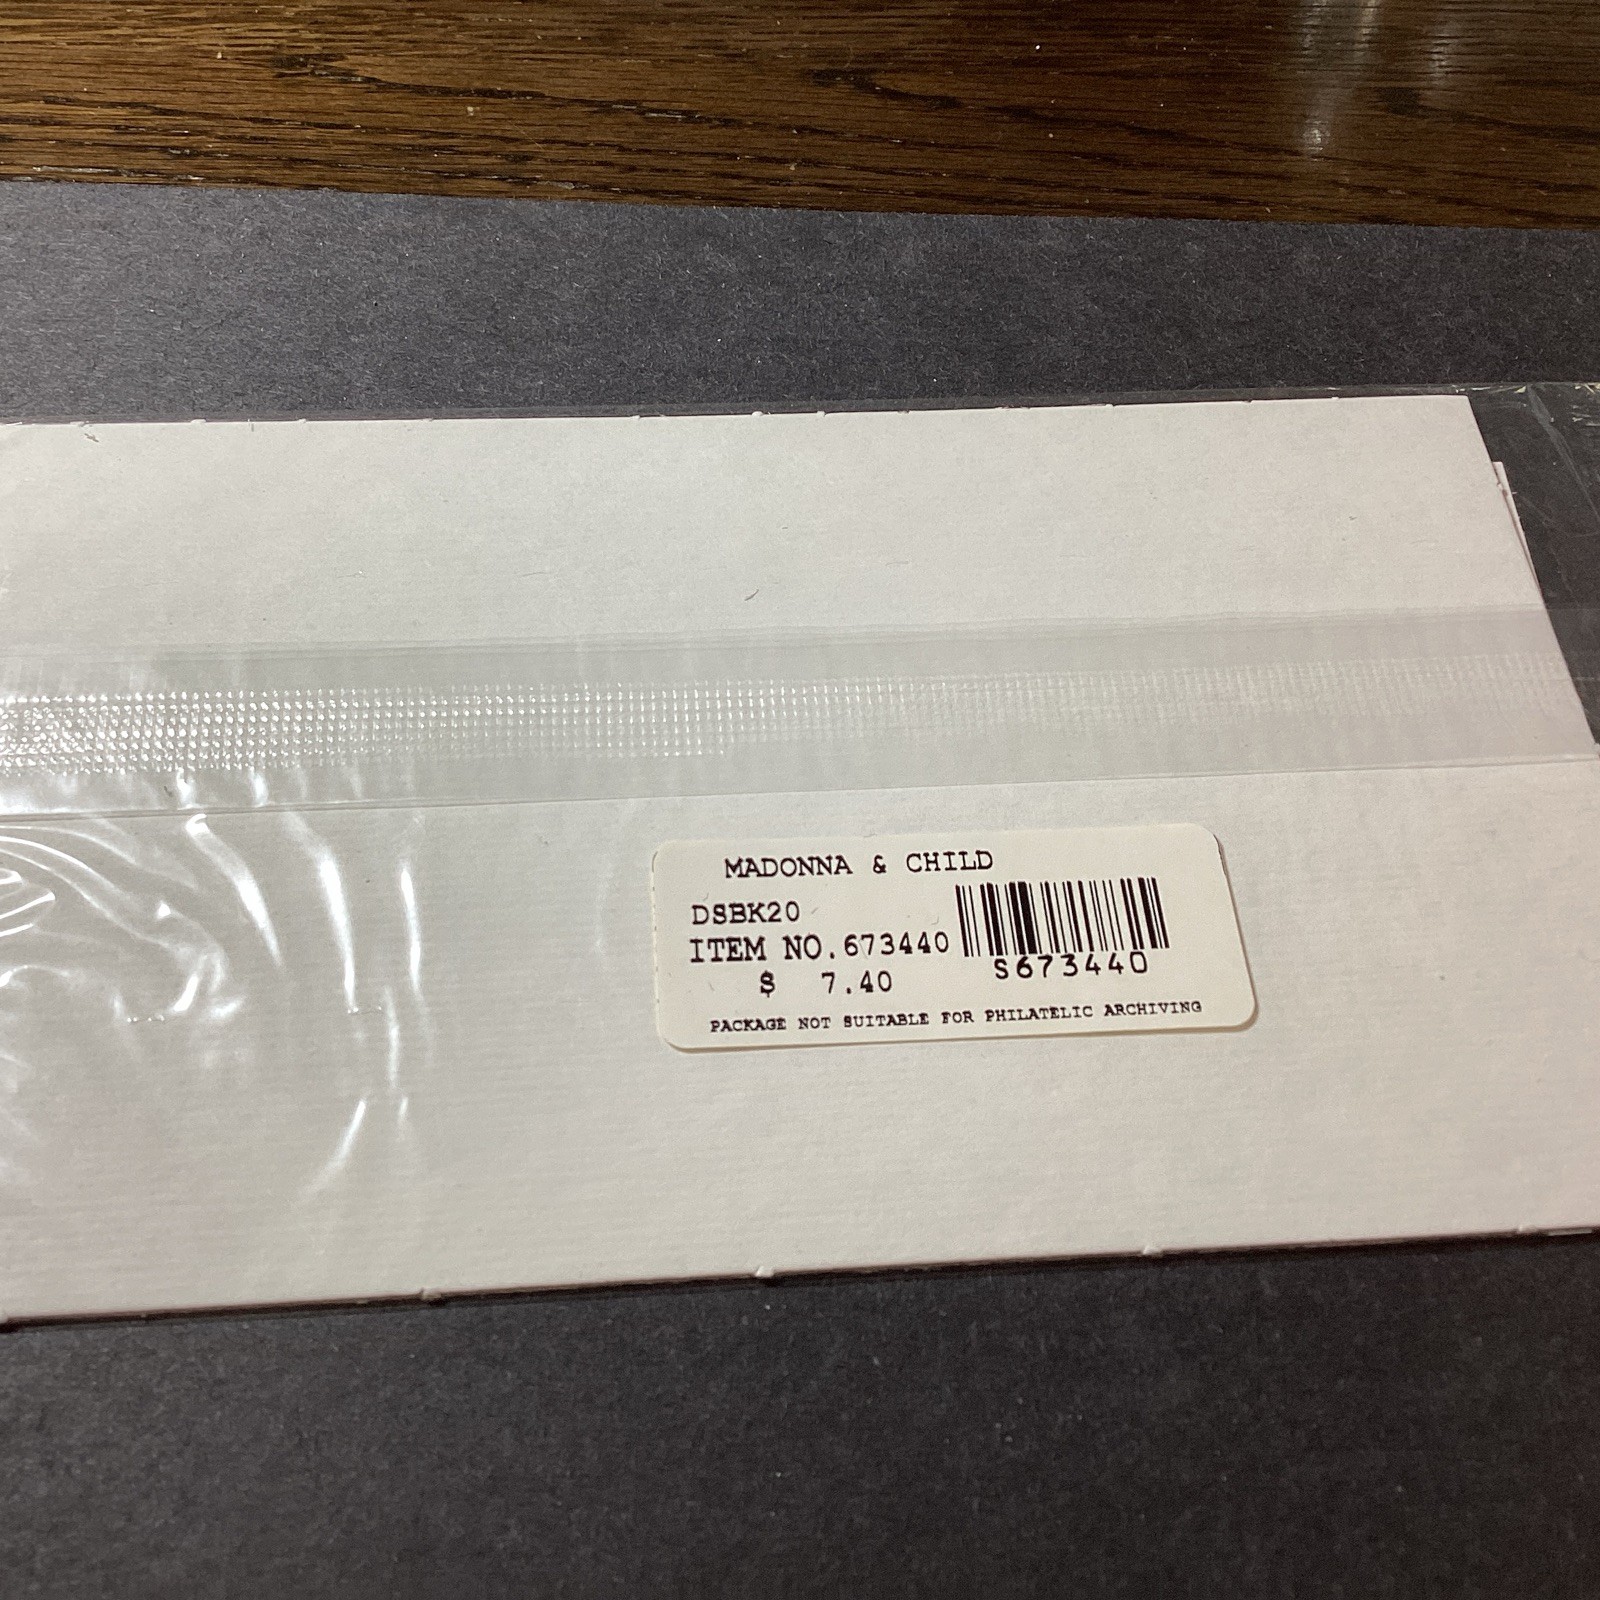 MADONNA & CHILD
DSBK20
ITEM NO.673440
S673440
$ 7.40
PACKAGE NOT SUITABLE FOR PHILATELIC ARCHIVING